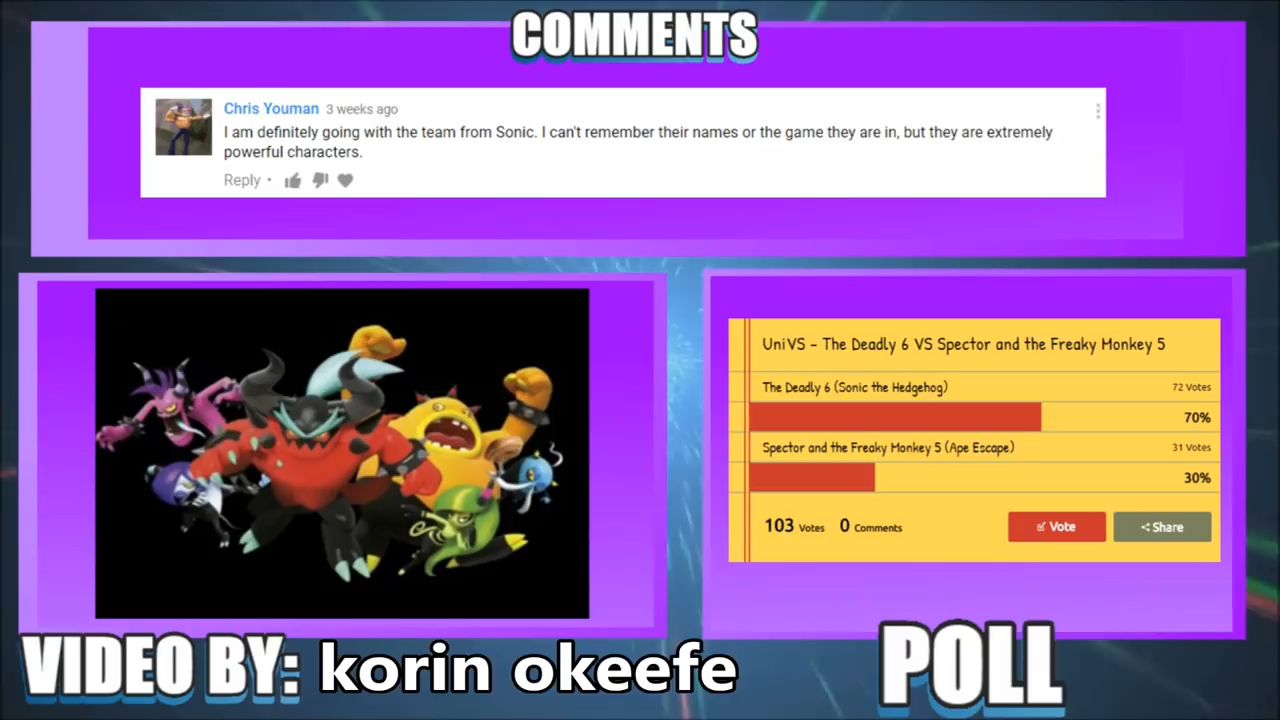 COMMENTS
Chris Youman 3 weeks ago
I am definitely going with the team from Sonic. I can't remember their names or the game they are in, but they are extremely
powerful characters.
Reply •
UniVS - The Deadly 6 VS Spector and the Freaky Monkey 5
The Deadly 6 (Sonic the Hedgehog) 72 Votes
70%
Spector and the Freaky Monkey 5 (Ape Escape) 31 Votes
30%
103 Votes 0 Comments Vote Share
VIDEO BY: korin okeefe
POLL